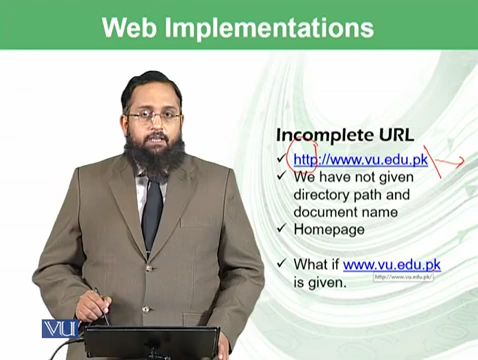 Web Implementations
Incomplete URL
✓ http://www.vu.edu.pk
✓ We have not given
directory path and
document name
✓ Homepage
✓ What if www.vu.edu.pk
is given.
http://www.vu.edu.pk/
VU